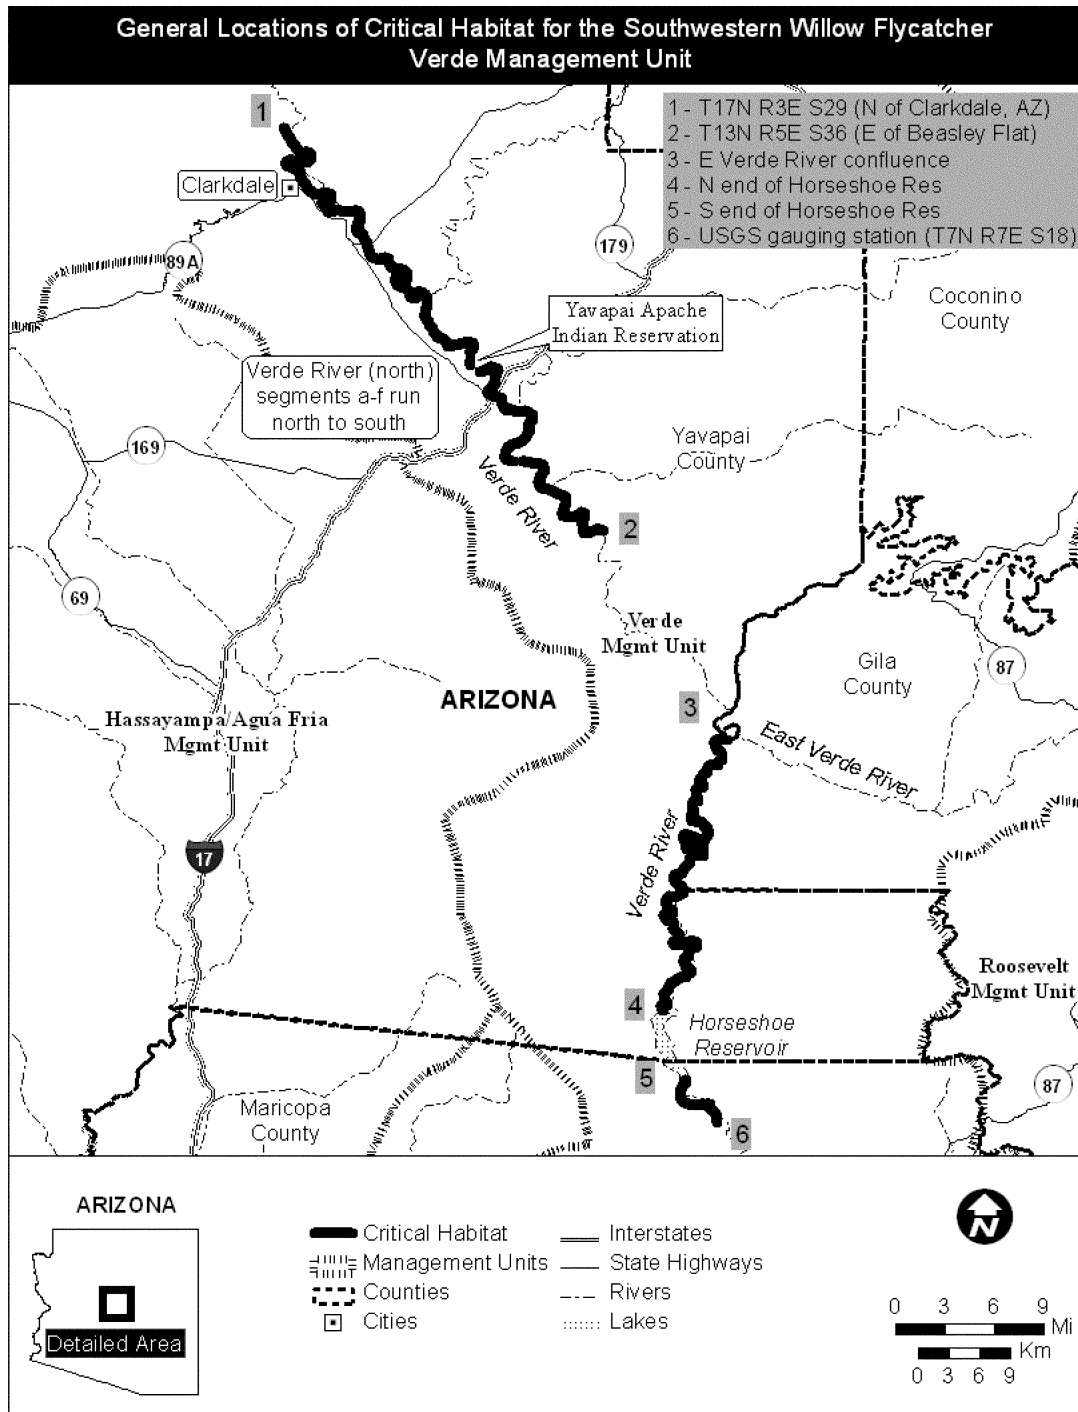 General Locations of Critical Habitat for the Southwestern Willow Flycatcher
Verde Management Unit
1
1 - T17N R3E S29 (N of Clarkdale, AZ)
2 - T13N R5E S36 (E of Beasley Flat)
3 - E Verde River confluence
4 - N end of Horseshoe Res
5 - S end of Horseshoe Res
6 - USGS gauging station (T7N R7E S18)
Clarkdale
179
89A
Yavapai Apache
Indian Reservation
Coconino
County
Verde River (north)
segments a-f run
north to south
169
Yavapai
County
Verde River
2
69
Verde
Mgmt Unit
Gila
County
87
ARIZONA
3
Hassayampa/Agua Fria
Mgmt Unit
East Verde River
17
Verde River
Roosevelt
Mgmt Unit
4
Horseshoe
Reservoir
5
87
Maricopa
County
6
ARIZONA
Detailed Area
Critical Habitat
Management Units
Counties
Cities
Interstates
State Highways
Rivers
Lakes
N
0 3 6 9
Mi
Km
0 3 6 9